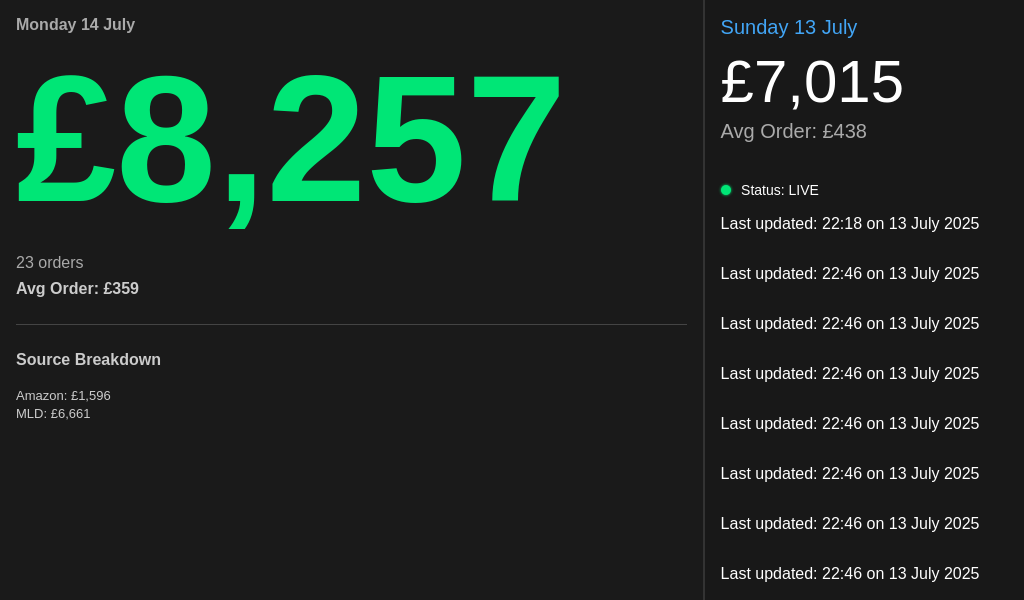 Monday 14 July
£8,257
23 orders
Avg Order: £359
Source Breakdown
Amazon: £1,596
MLD: £6,661
Sunday 13 July
£7,015
Avg Order: £438
Status: LIVE
Last updated: 22:18 on 13 July 2025
Last updated: 22:46 on 13 July 2025
Last updated: 22:46 on 13 July 2025
Last updated: 22:46 on 13 July 2025
Last updated: 22:46 on 13 July 2025
Last updated: 22:46 on 13 July 2025
Last updated: 22:46 on 13 July 2025
Last updated: 22:46 on 13 July 2025